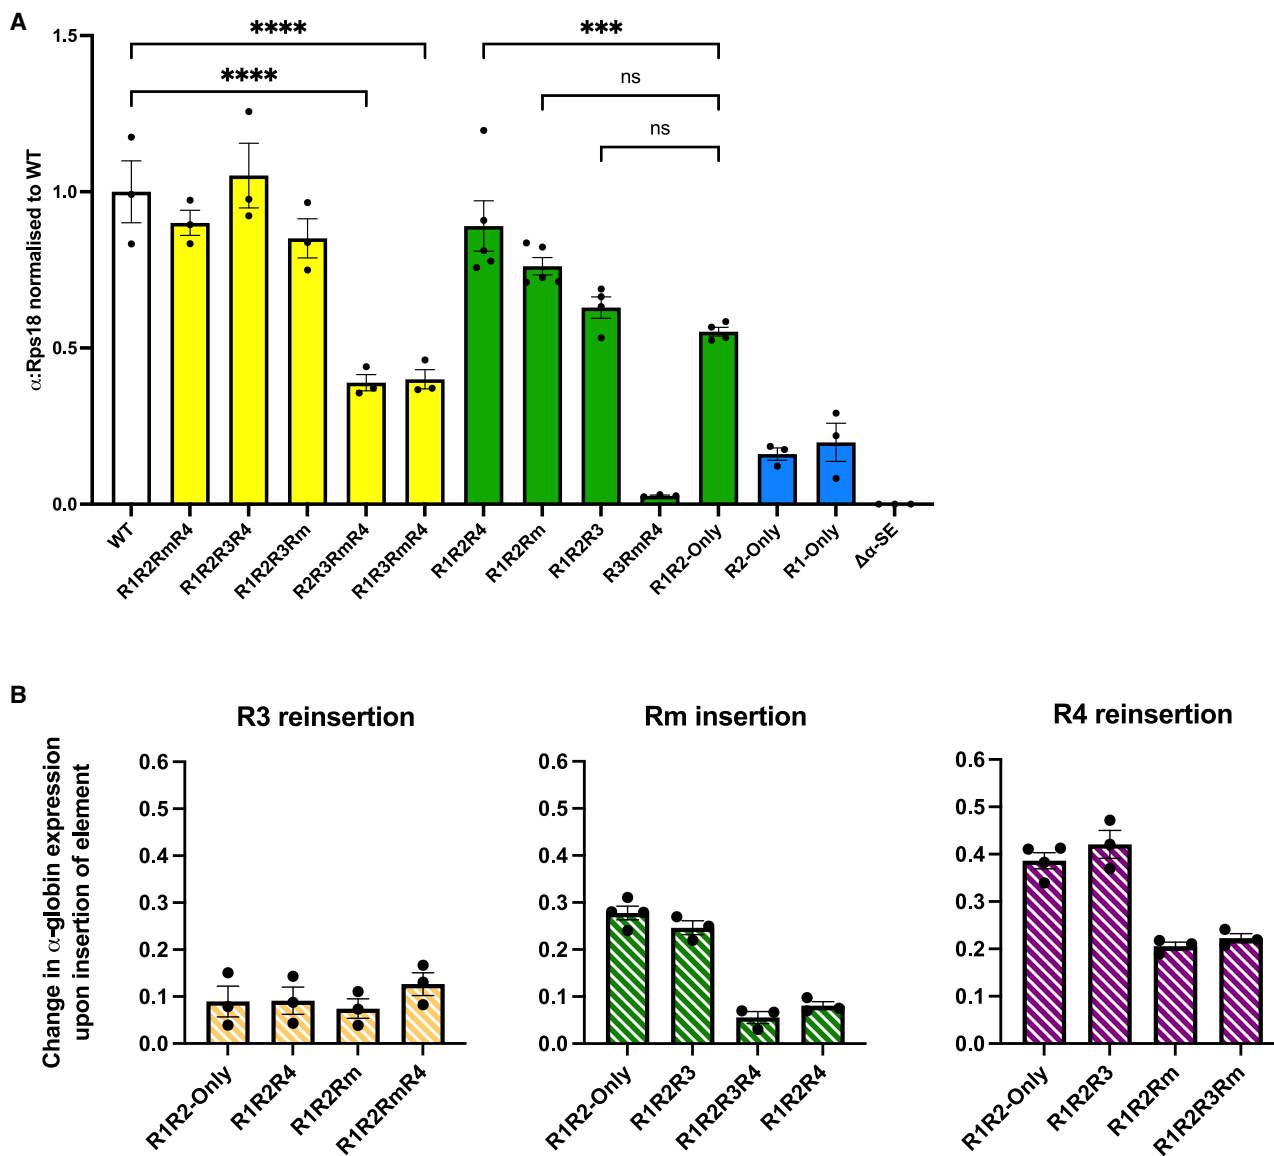 A
α:Rps18 normalised to WT
1.5
1.0
0.5
0.0
****
****
***
ns
ns
WT
R1R2RmR4
R1R2R3R4
R1R2R3Rm
R2R3RmR4
R1R3RmR4
R1R2R4
R1R2Rm
R1R2R3
R3RmR4
R1R2-Only
R2-Only
R1-Only
Δα-SE
B
Change in α-globin expression
upon insertion of element
R3 reinsertion
0.6
0.5
0.4
0.3
0.2
0.1
0.0
R1R2-Only
R1R2R4
R1R2Rm
R1R2RmR4
Rm insertion
0.6
0.5
0.4
0.3
0.2
0.1
0.0
R1R2-Only
R1R2R3
R1R2R3R4
R1R2R4
R4 reinsertion
0.6
0.5
0.4
0.3
0.2
0.1
0.0
R1R2-Only
R1R2R3
R1R2Rm
R1R2R3Rm